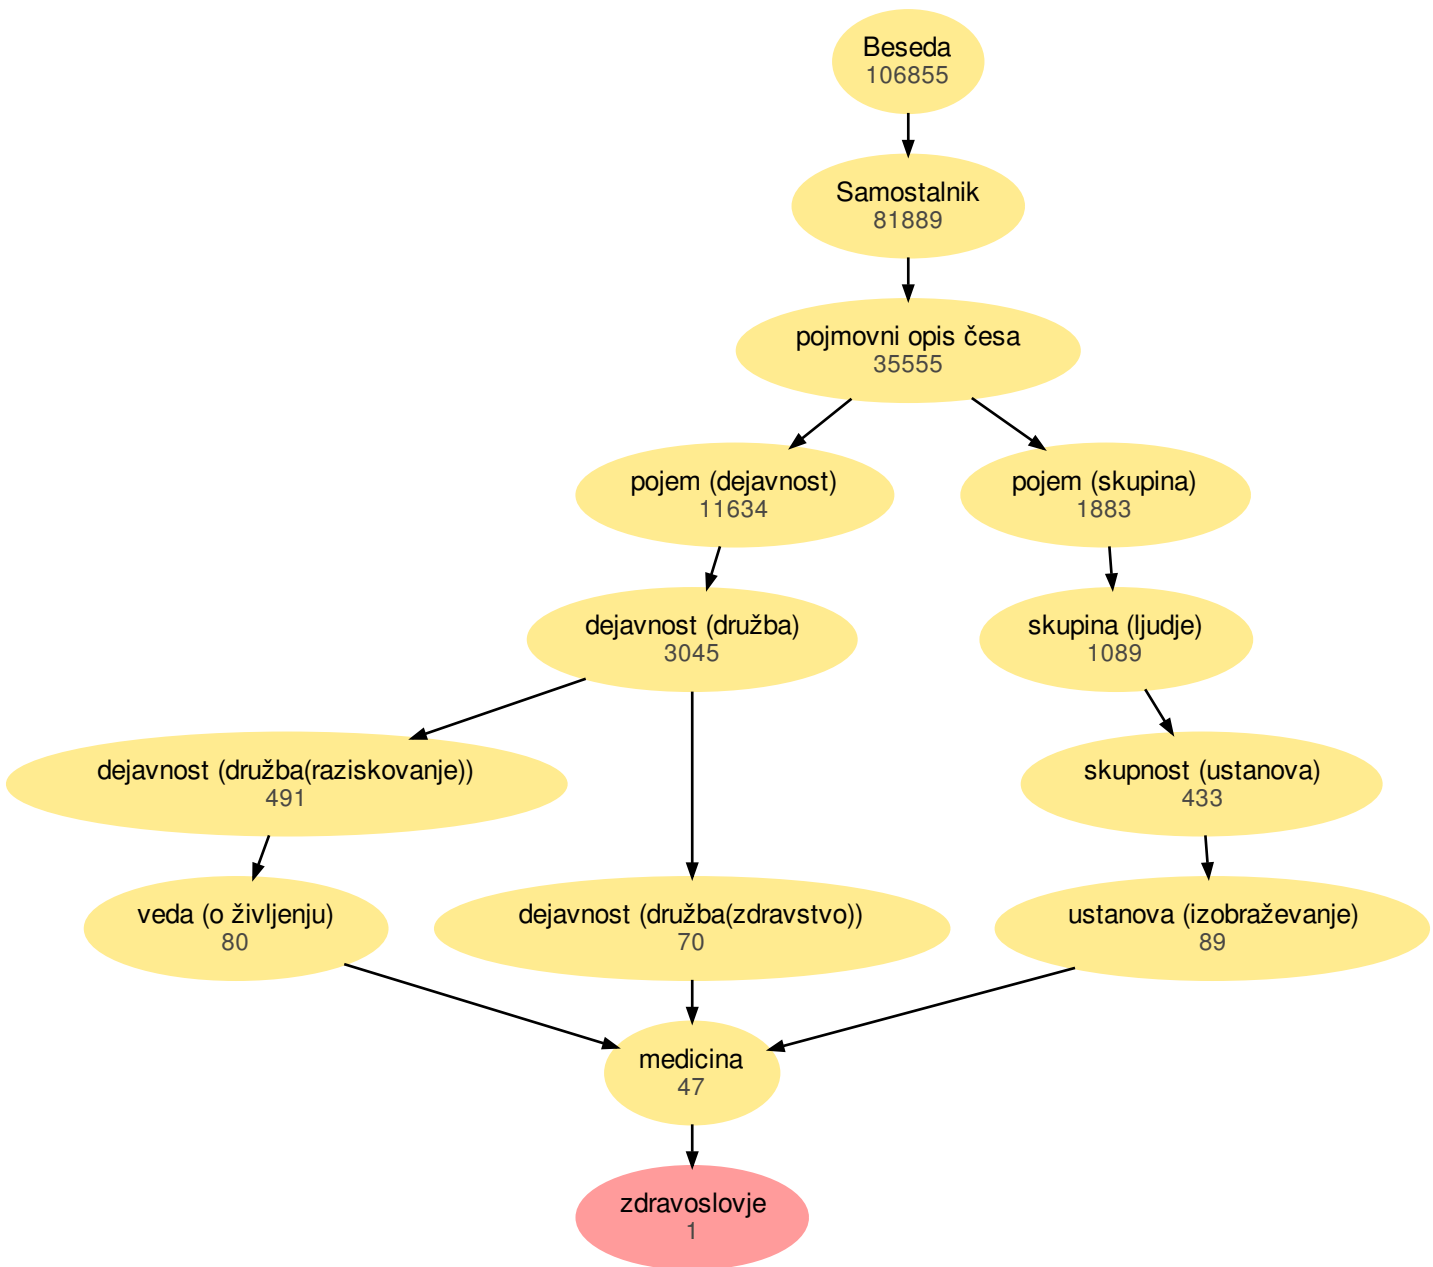 Beseda
106855
Samostalnik
81889
pojmovni opis česa
35555
pojem (dejavnost)
11634
pojem (skupina)
1883
dejavnost (družba)
3045
skupina (ljudje)
1089
dejavnost (družba(raziskovanje))
491
skupnost (ustanova)
433
veda (o življenju)
80
dejavnost (družba(zdravstvo))
70
ustanova (izobraževanje)
89
medicina
47
zdravoslovje
1